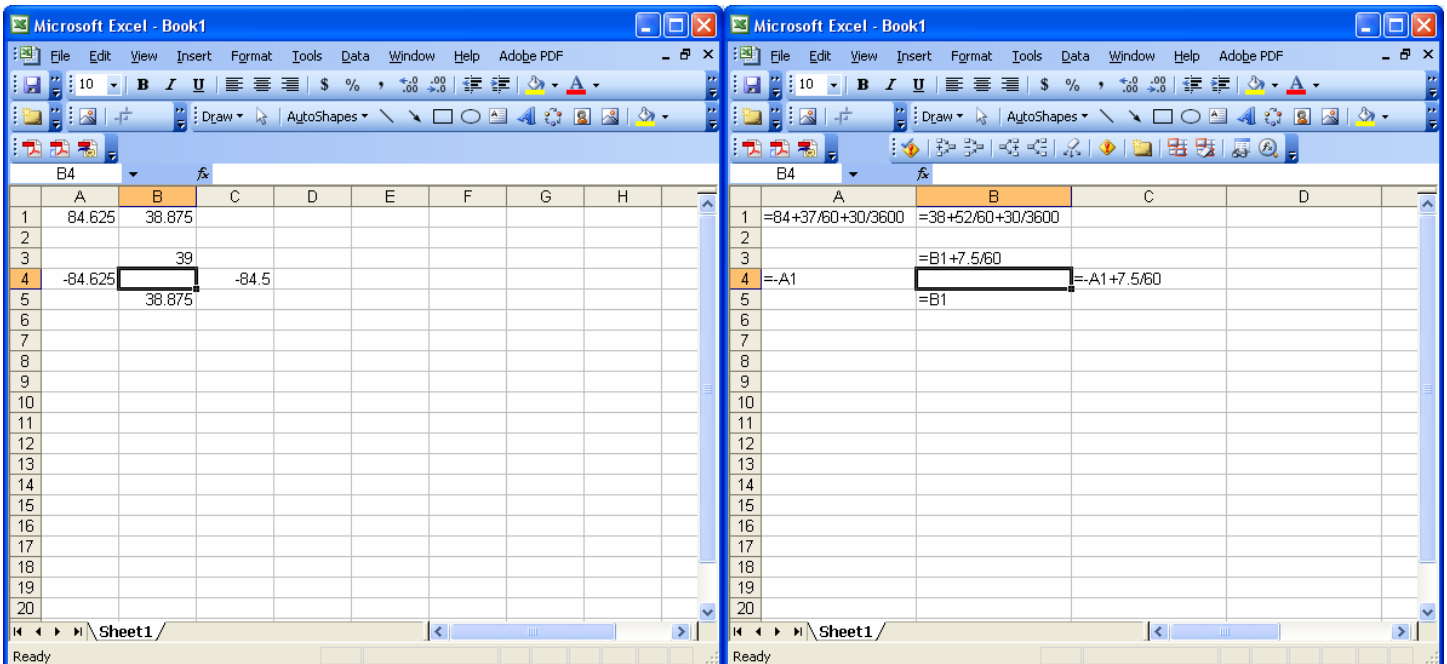 Microsoft Excel - Book1
File Edit View Insert Format Tools Data Window Help Adobe PDF
10 B I U $ % , .00 .00
Draw AutoShapes
B4 fx
A B C D E F G H
1 84.625 38.875
2
3 39
4 -84.625 -84.5
5 38.875
6
7
8
9
10
11
12
13
14
15
16
17
18
19
20
Sheet1
Ready
Microsoft Excel - Book1
File Edit View Insert Format Tools Data Window Help Adobe PDF
10 B I U $ % , .00 .00
Draw AutoShapes
B4 fx
A B C D
1 =84+37/60+30/3600 =38+52/60+30/3600
2
3 =B1+7.5/60
4 =-A1 =-A1+7.5/60
5 =B1
6
7
8
9
10
11
12
13
14
15
16
17
18
19
20
Sheet1
Ready